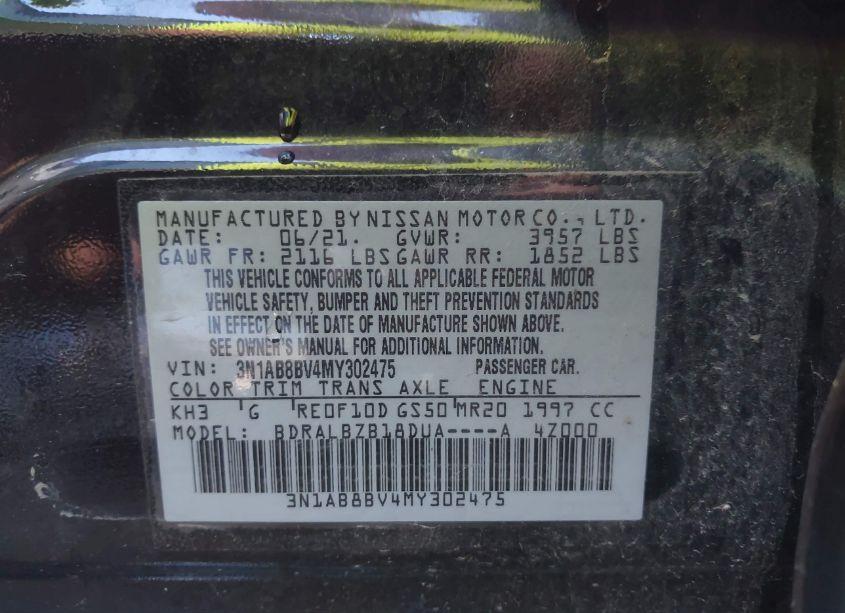 MANUFACTURED BY NISSAN MOTOR CO., LTD.
DATE: 06/21. GVWR: 3957 LBS
GAWR FR: 2116 LBS GAWR RR: 1852 LBS
THIS VEHICLE CONFORMS TO ALL APPLICABLE FEDERAL MOTOR
VEHICLE SAFETY, BUMPER AND THEFT PREVENTION STANDARDS
IN EFFECT ON THE DATE OF MANUFACTURE SHOWN ABOVE.
SEE OWNER'S MANUAL FOR ADDITIONAL INFORMATION.
VIN: 3N1AB8BV4MY302475 PASSENGER CAR.
COLOR TRIM TRANS AXLE ENGINE
KH3 G RE0F10D GS50 MR20 1997 CC
MODEL: BDRALBZB18DUA----A 4Z000
3N1AB8BV4MY302475